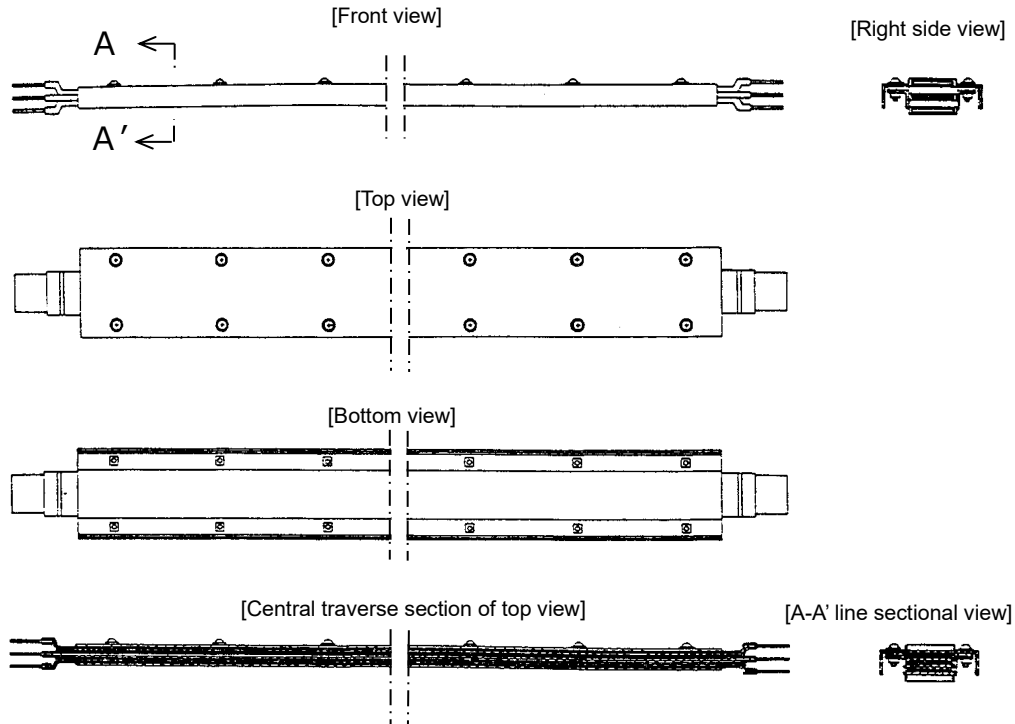 [Front view]
[Right side view]
A
A′
[Top view]
[Bottom view]
[Central traverse section of top view]
[A-A’ line sectional view]